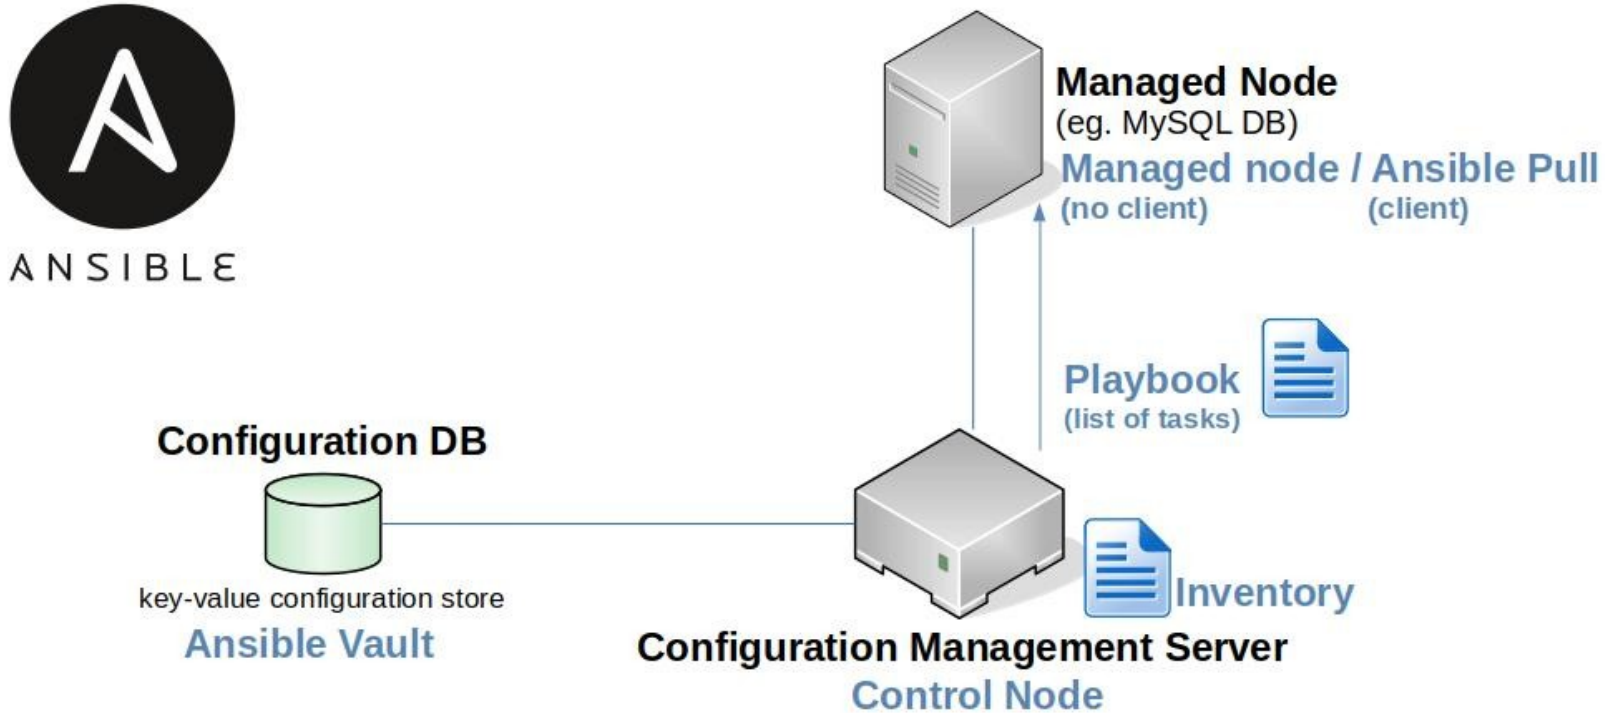 ANSIBLE
Managed Node
(eg. MySQL DB)
Managed node / Ansible Pull
(no client) (client)
Playbook
(list of tasks)
Configuration DB
key-value configuration store
Ansible Vault
Inventory
Configuration Management Server
Control Node